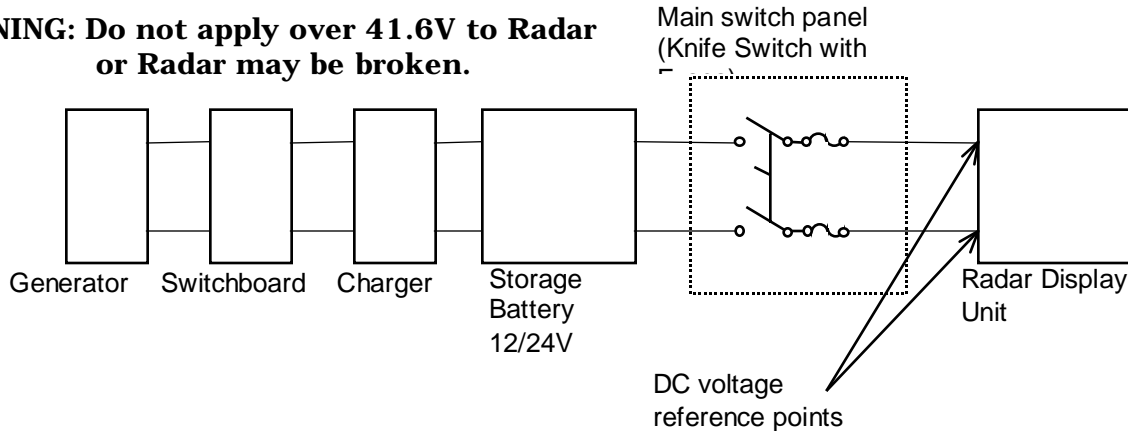 NING: Do not apply over 41.6V to Radar
or Radar may be broken.
Main switch panel
(Knife Switch with
Generator
Switchboard
Charger
Storage
Battery
12/24V
Radar Display
Unit
DC voltage
reference points